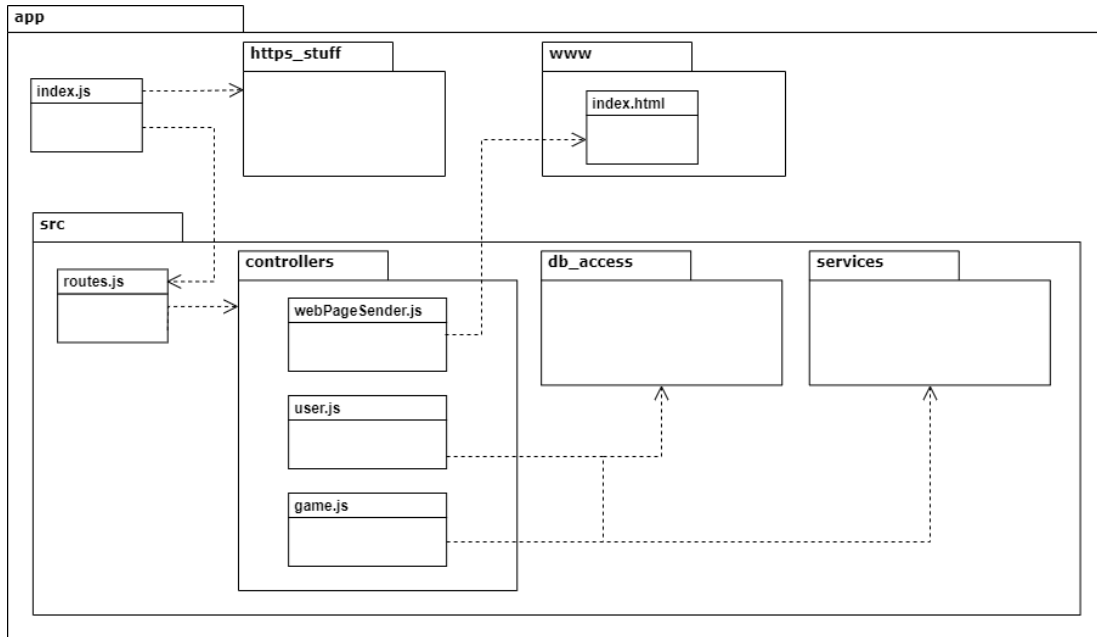 app
https_stuff
www
index.js
index.html
src
controllers
db_access
services
routes.js
webPageSender.js
user.js
game.js